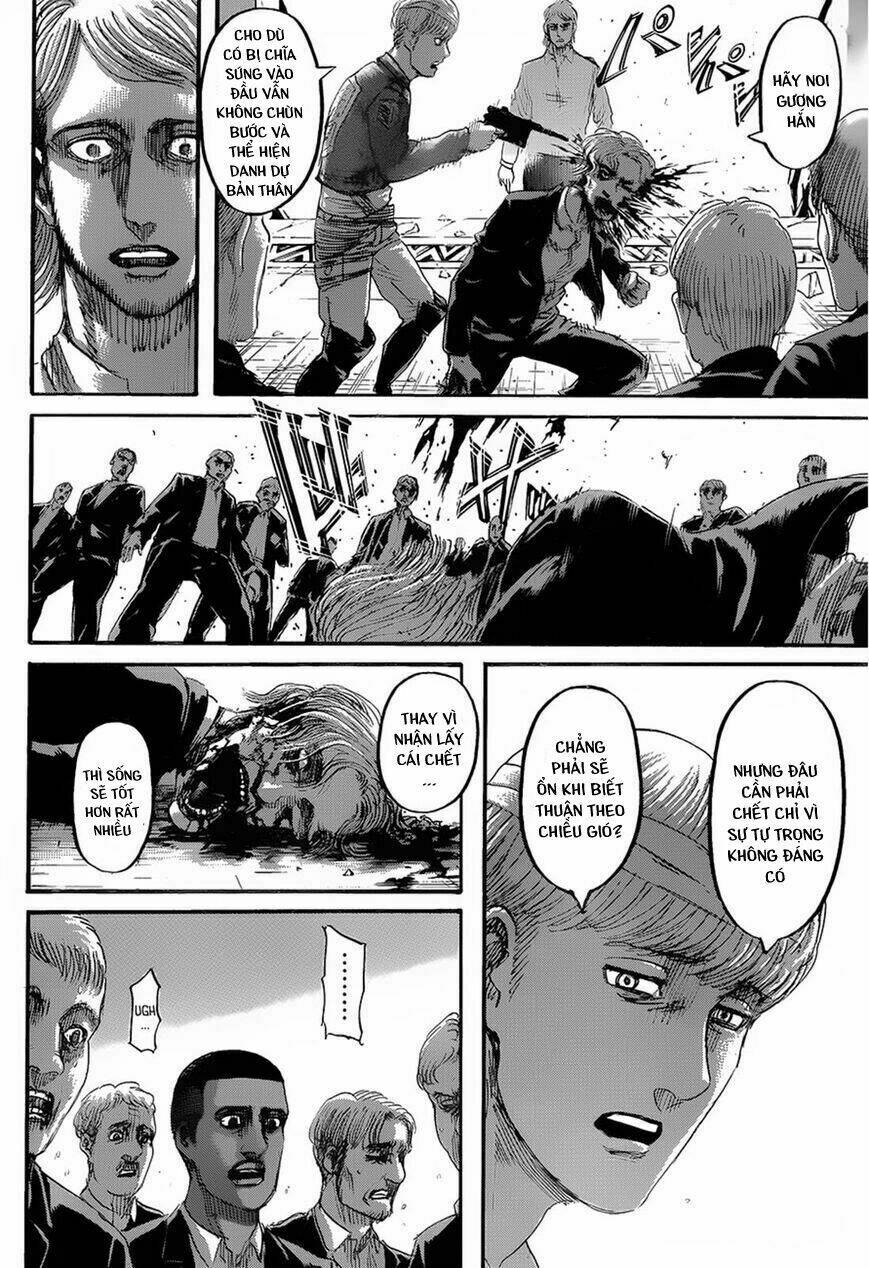 HÃY NOI
GƯƠNG
HẮN
CHO DÙ
CÓ BỊ CHĨA
SÚNG VÀO
ĐẦU VẪN
KHÔNG CHÙN
BƯỚC VÀ
THỂ HIỆN
DANH DỰ
BẢN THÂN
NHƯNG ĐÂU
CẦN PHẢI
CHẾT CHỈ VÌ
SỰ TỰ TRỌNG
KHÔNG ĐÁNG
CÓ
CHẲNG
PHẢI SẼ
ỔN KHI BIẾT
THUẬN THEO
CHIỀU GIÓ?
THAY VÌ
NHẬN LẤY
CÁI CHẾT
...
THÌ SỐNG
SẼ TỐT
HƠN RẤT
NHIỀU
......
UGH
...